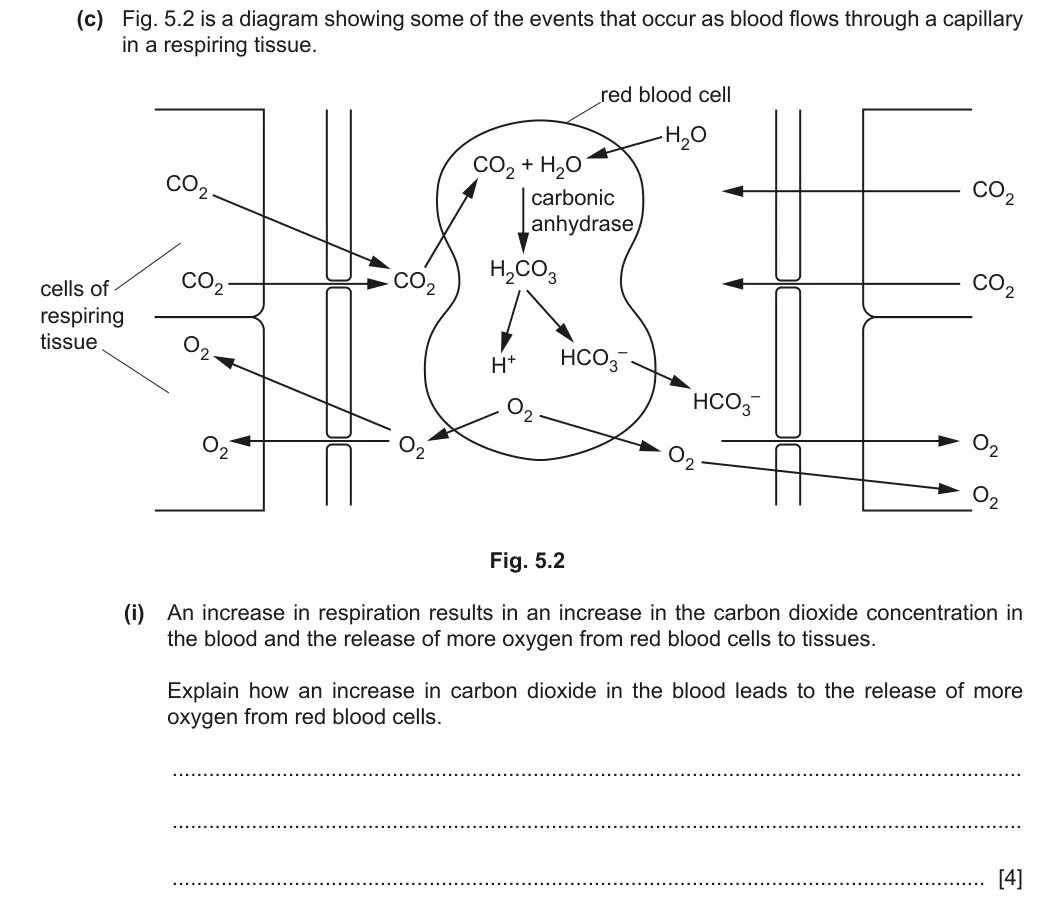 (c) Fig. 5.2 is a diagram showing some of the events that occur as blood flows through a capillary
in a respiring tissue.
red blood cell
H₂O
CO₂ + H₂O
CO₂
carbonic
anhydrase
CO₂
CO₂
CO₂
H₂CO₃
CO₂
cells of
respiring
tissue
O₂
H⁺
HCO₃⁻
HCO₃⁻
O₂
O₂
O₂
O₂
O₂
O₂
Fig. 5.2
(i) An increase in respiration results in an increase in the carbon dioxide concentration in
the blood and the release of more oxygen from red blood cells to tissues.
Explain how an increase in carbon dioxide in the blood leads to the release of more
oxygen from red blood cells.
...................................................................................................................................
...................................................................................................................................
............................................................................................................................. [4]